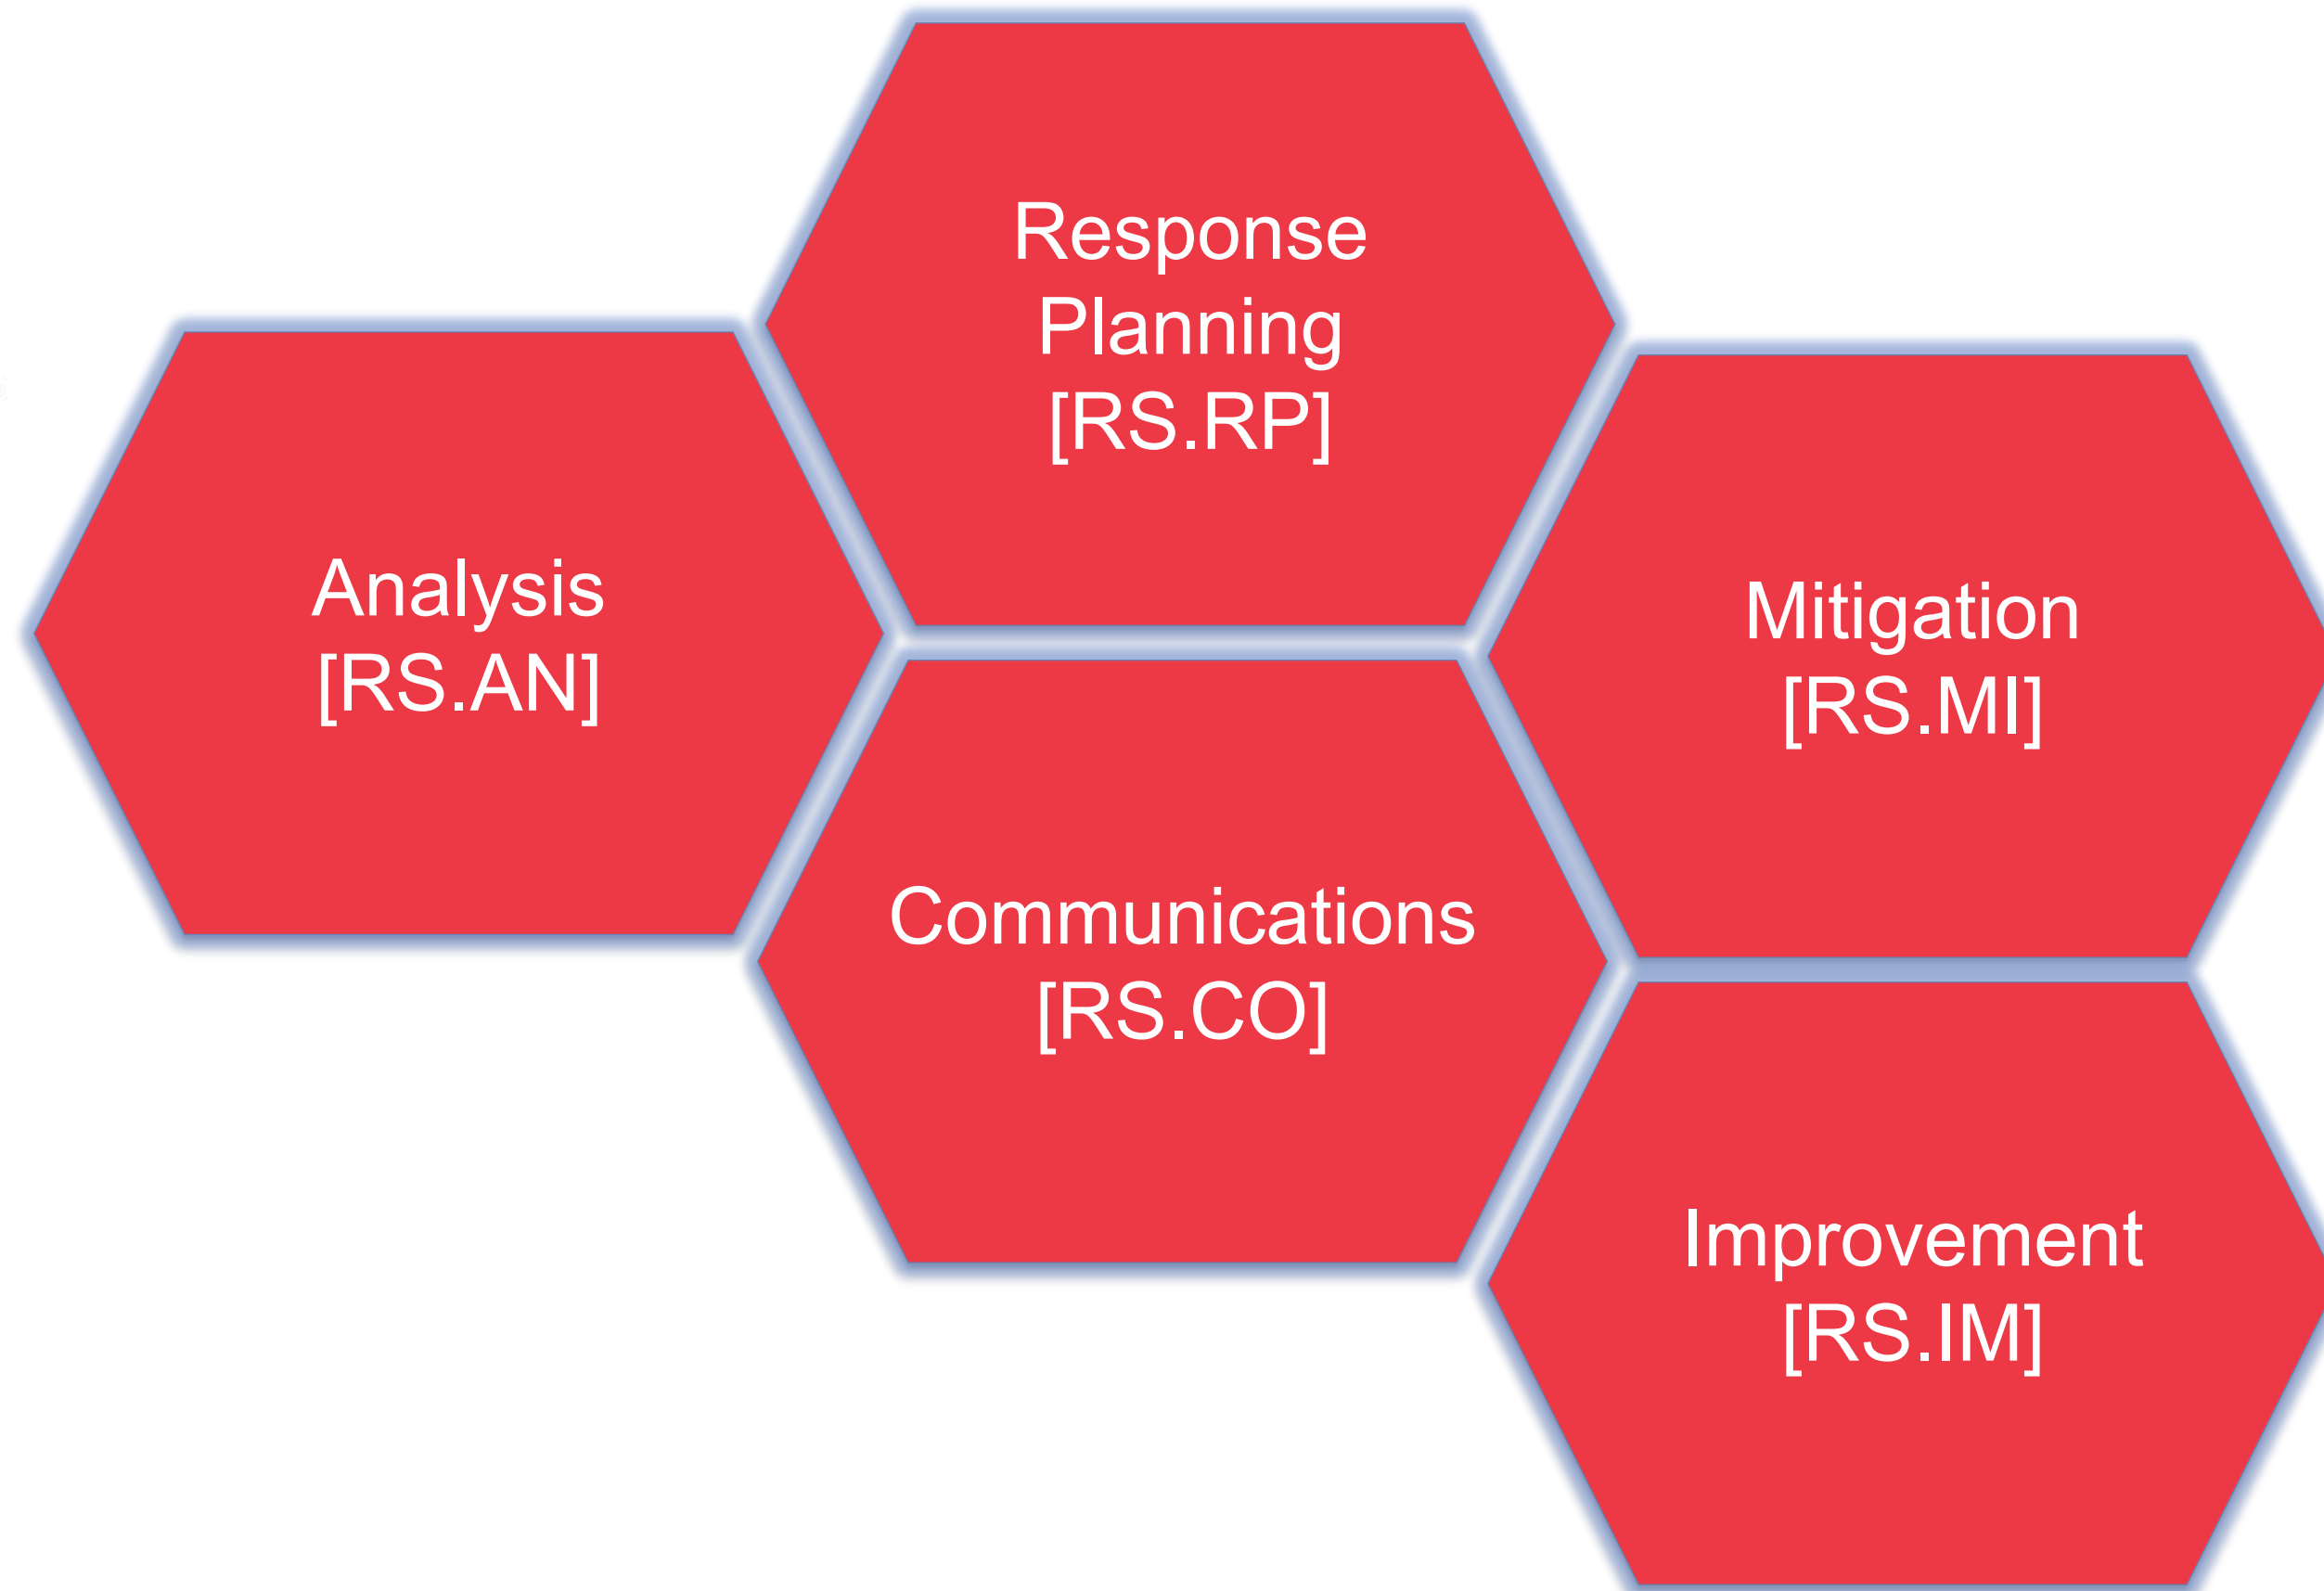 Response
Planning
[RS.RP]
Analysis
[RS.AN]
Mitigation
[RS.MI]
Communications
[RS.CO]
Improvement
[RS.IM]